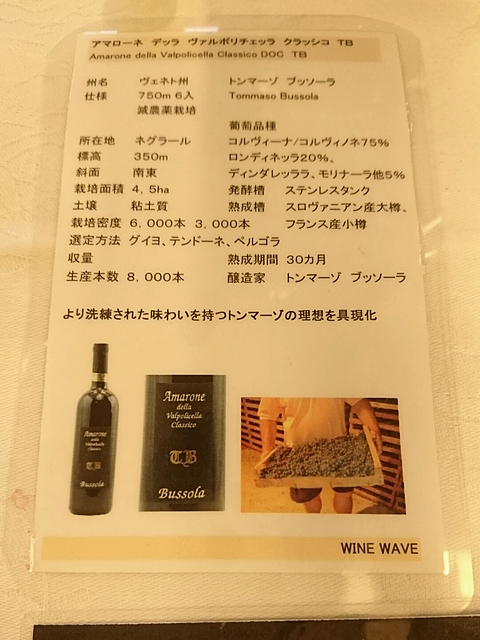 アマローネ デッラ ヴァルポリチェッラ クラッシコ TB
Amarone della Valpolicella Classico DOC TB
州名 ヴェネト州 トンマーゾ ブッソーラ
仕様 750m 6入 Tommaso Bussola
減農薬栽培
葡萄品種
所在地 ネグラール コルヴィーナ/コルヴィノネ75%
標高 350m ロンディネッラ20%、
斜面 南東 ディンダレッララ、モリナーラ他5%
栽培面積 4,5ha 発酵槽 ステンレスタンク
土壌 粘土質 熟成槽 スロヴァニアン産大樽、
栽培密度 6,000本 3,000本 フランス産小樽
選定方法 グイヨ、テンドーネ、ペルゴラ
収量 熟成期間 30カ月
生産本数 8,000本 醸造家 トンマーゾ ブッソーラ
より洗練された味わいを持つトンマーゾの理想を具現化
Amarone
della
Valpolicella
Classico
TB
Bussola
Amarone
della
Valpolicella
Classico
TB
Bussola
WINE WAVE